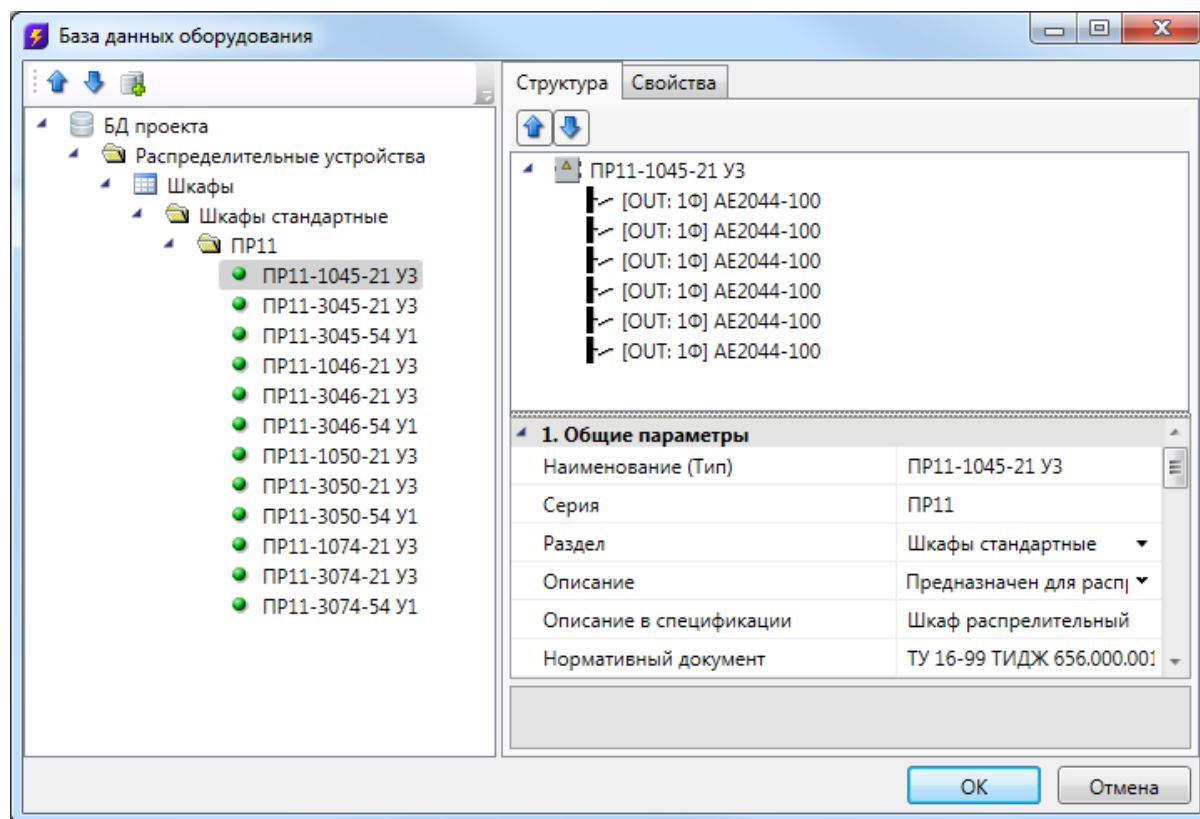 База данных оборудования
БД проекта
Распределительные устройства
Шкафы
Шкафы стандартные
ПР11
ПР11-1045-21 У3
ПР11-3045-21 У3
ПР11-3045-54 У1
ПР11-1046-21 У3
ПР11-3046-21 У3
ПР11-3046-54 У1
ПР11-1050-21 У3
ПР11-3050-21 У3
ПР11-3050-54 У1
ПР11-1074-21 У3
ПР11-3074-21 У3
ПР11-3074-54 У1
Структура Свойства
ПР11-1045-21 У3
[OUT: 1Ф] АЕ2044-100
[OUT: 1Ф] АЕ2044-100
[OUT: 1Ф] АЕ2044-100
[OUT: 1Ф] АЕ2044-100
[OUT: 1Ф] АЕ2044-100
[OUT: 1Ф] АЕ2044-100
1. Общие параметры
Наименование (Тип) ПР11-1045-21 У3
Серия ПР11
Раздел Шкафы стандартные
Описание Предназначен для расп
Описание в спецификации Шкаф распрелительный
Нормативный документ ТУ 16-99 ТИДЖ 656.000.001
OK Отмена